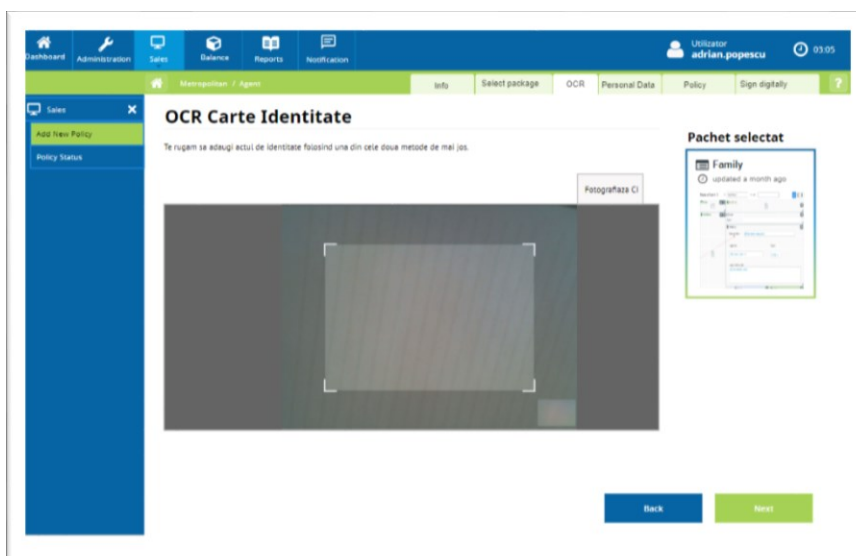 Dashboard Administration Sales Balance Reports Notification
Utilizator
adrian.popescu
03:05
Metropolitan / Agent
Info Select package OCR Personal Data Policy Sign digitally ?
Sales X
Add New Policy
Policy Status
OCR Carte Identitate
Te rugam sa adaugi actul de identitate folosind una din cele doua metode de mai jos.
Fotografiaza CI
Pachet selectat
Family
updated a month ago
Back Next